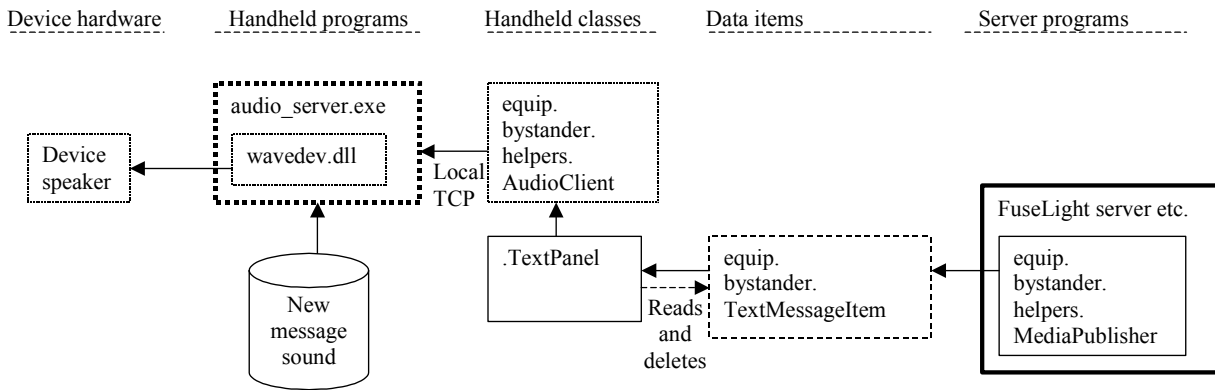 Device hardware
Handheld programs
Handheld classes
Data items
Server programs
audio_server.exe
wavedev.dll
Device
speaker
New
message
sound
Local
TCP
equip.
bystander.
helpers.
AudioClient
.TextPanel
Reads
and
deletes
equip.
bystander.
TextMessageItem
FuseLight server etc.
equip.
bystander.
helpers.
MediaPublisher